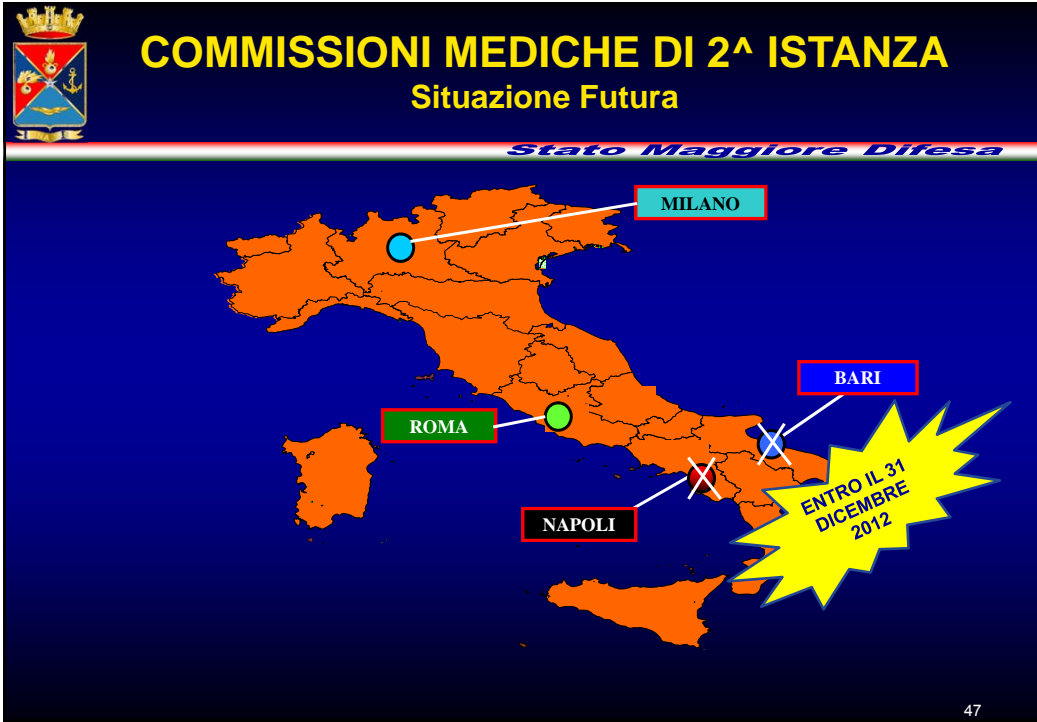 COMMISSIONI MEDICHE DI 2^ ISTANZA
Situazione Futura
Stato Maggiore Difesa
MILANO
BARI
ROMA
ENTRO IL 31
DICEMBRE
2012
NAPOLI
47